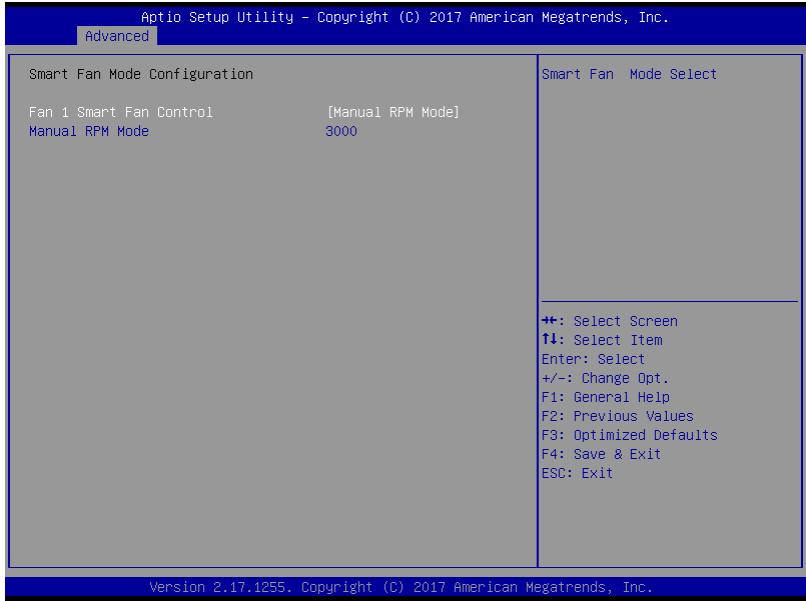 Aptio Setup Utility – Copyright (C) 2017 American Megatrends, Inc.
Advanced
Smart Fan Mode Configuration
Fan 1 Smart Fan Control [Manual RPM Mode]
Manual RPM Mode 3000
Smart Fan Mode Select
→←: Select Screen
↑↓: Select Item
Enter: Select
+/-: Change Opt.
F1: General Help
F2: Previous Values
F3: Optimized Defaults
F4: Save & Exit
ESC: Exit
Version 2.17.1255. Copyright (C) 2017 American Megatrends, Inc.